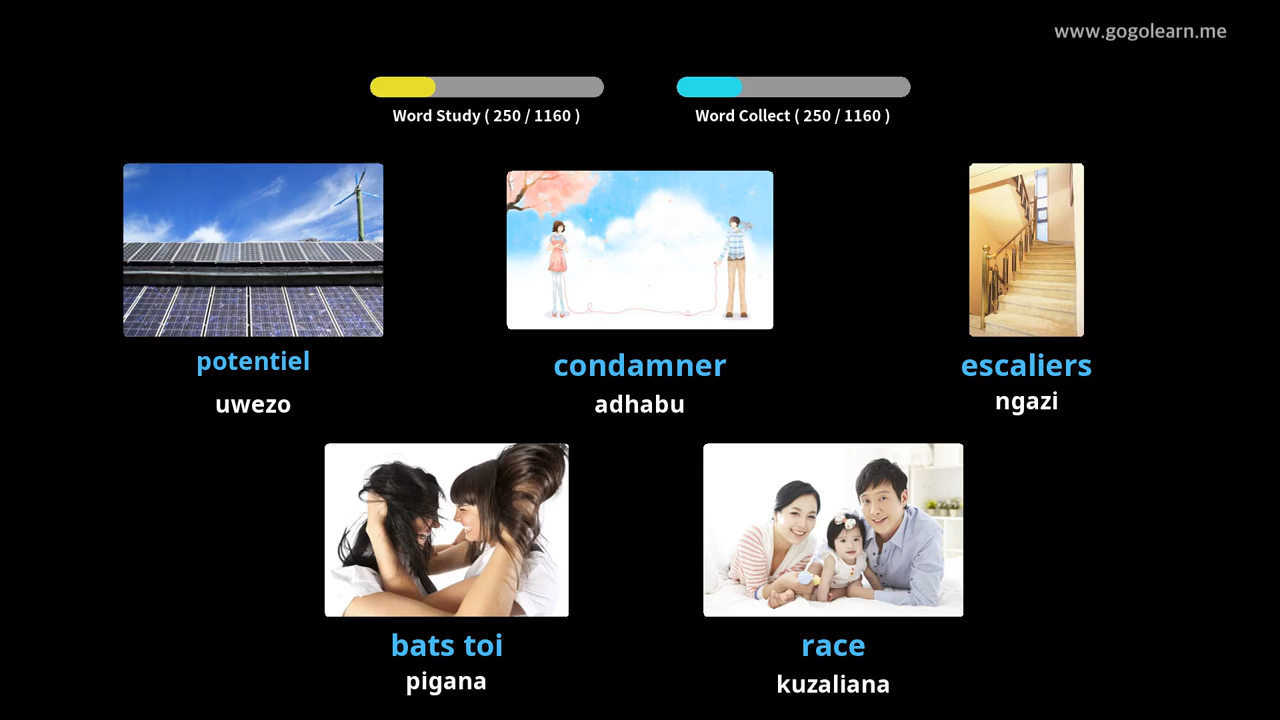 www.gogolearn.me
Word Study ( 250 / 1160 )
Word Collect ( 250 / 1160 )
potentiel
uwezo
condamner
adhabu
escaliers
ngazi
bats toi
pigana
race
kuzaliana